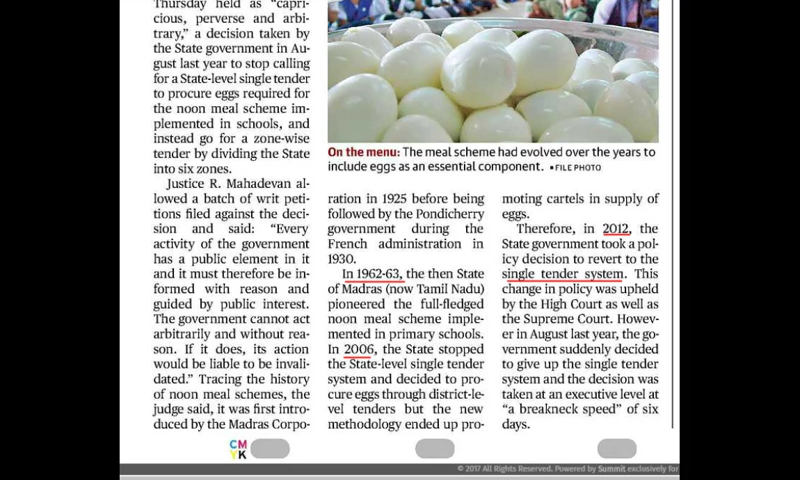 Thursday held as “capri-
cious, perverse and arbi-
trary,” a decision taken by
the State government in Au-
gust last year to stop calling
for a State-level single tender
to procure eggs required for
the noon meal scheme im-
plemented in schools, and
instead go for a zone-wise
tender by dividing the State
into six zones.
Justice R. Mahadevan al-
lowed a batch of writ peti-
tions filed against the deci-
sion and said: “Every
activity of the government
has a public element in it
and it must therefore be in-
formed with reason and
guided by public interest.
The government cannot act
arbitrarily and without rea-
son. If it does, its action
would be liable to be invali-
dated.” Tracing the history
of noon meal schemes, the
judge said, it was first intro-
duced by the Madras Corpo-
On the menu: The meal scheme had evolved over the years to
include eggs as an essential component. •FILE PHOTO
ration in 1925 before being
followed by the Pondicherry
government during the
French administration in
1930.
In 1962-63, the then State
of Madras (now Tamil Nadu)
pioneered the full-fledged
noon meal scheme imple-
mented in primary schools.
In 2006, the State stopped
the State-level single tender
system and decided to pro-
cure eggs through district-le-
vel tenders but the new
methodology ended up pro-
moting cartels in supply of
eggs.
Therefore, in 2012, the
State government took a pol-
icy decision to revert to the
single tender system. This
change in policy was upheld
by the High Court as well as
the Supreme Court. Howev-
er in August last year, the go-
vernment suddenly decided
to give up the single tender
system and the decision was
taken at an executive level at
“a breakneck speed” of six
days.
CM
YK
© 2017 All Rights Reserved. Powered by Summit exclusively for